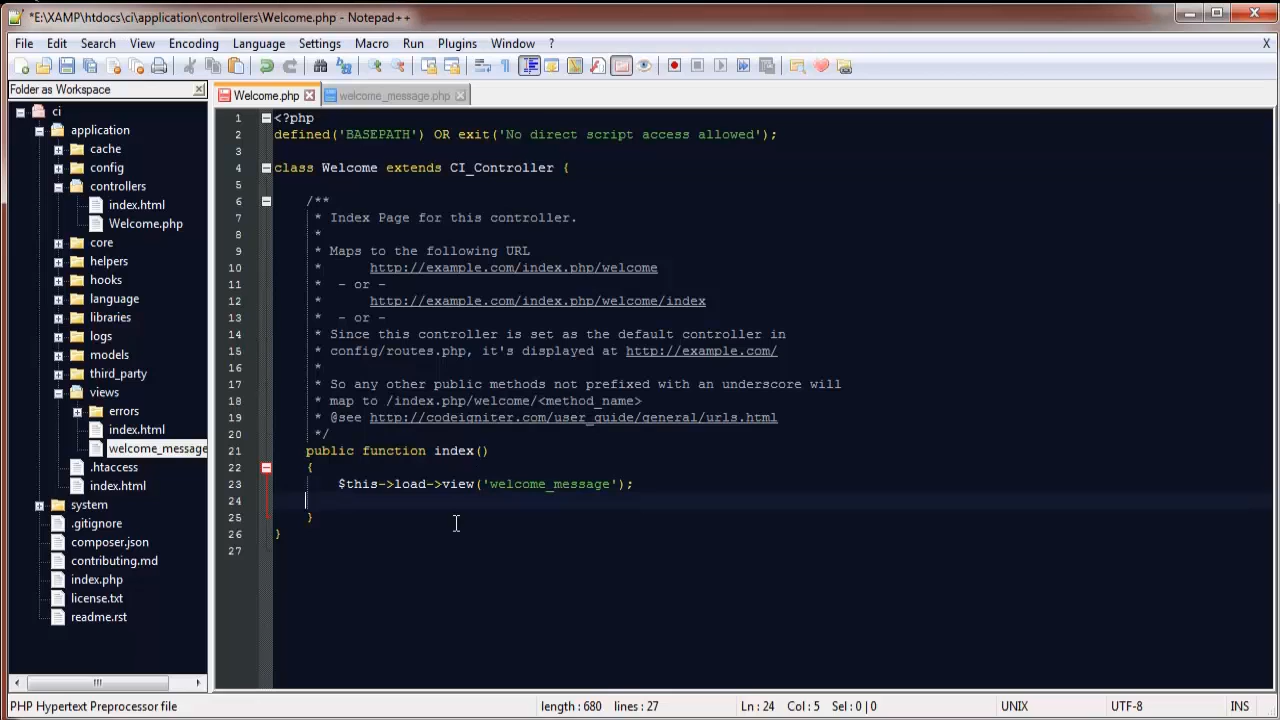 *E:\XAMP\htdocs\ci\application\controllers\Welcome.php - Notepad++
File Edit Search View Encoding Language Settings Macro Run Plugins Window ? X
Folder as Workspace
ci
application
cache
config
controllers
index.html
Welcome.php
core
helpers
hooks
language
libraries
logs
models
third_party
views
errors
index.html
welcome_message
.htaccess
index.html
system
.gitignore
composer.json
contributing.md
index.php
license.txt
readme.rst
Welcome.php welcome_message.php
1 <?php
2 defined('BASEPATH') OR exit('No direct script access allowed');
3
4 class Welcome extends CI_Controller {
5
6 /**
7 * Index Page for this controller.
8 *
9 * Maps to the following URL
10 * http://example.com/index.php/welcome
11 * - or -
12 * http://example.com/index.php/welcome/index
13 * - or -
14 * Since this controller is set as the default controller in
15 * config/routes.php, it's displayed at http://example.com/
16 *
17 * So any other public methods not prefixed with an underscore will
18 * map to /index.php/welcome/<method_name>
19 * @see http://codeigniter.com/user_guide/general/urls.html
20 */
21 public function index()
22 {
23 $this->load->view('welcome_message');
24
25 }
26 }
27
PHP Hypertext Preprocessor file length : 680 lines : 27 Ln : 24 Col : 5 Sel : 0 | 0 UNIX UTF-8 INS